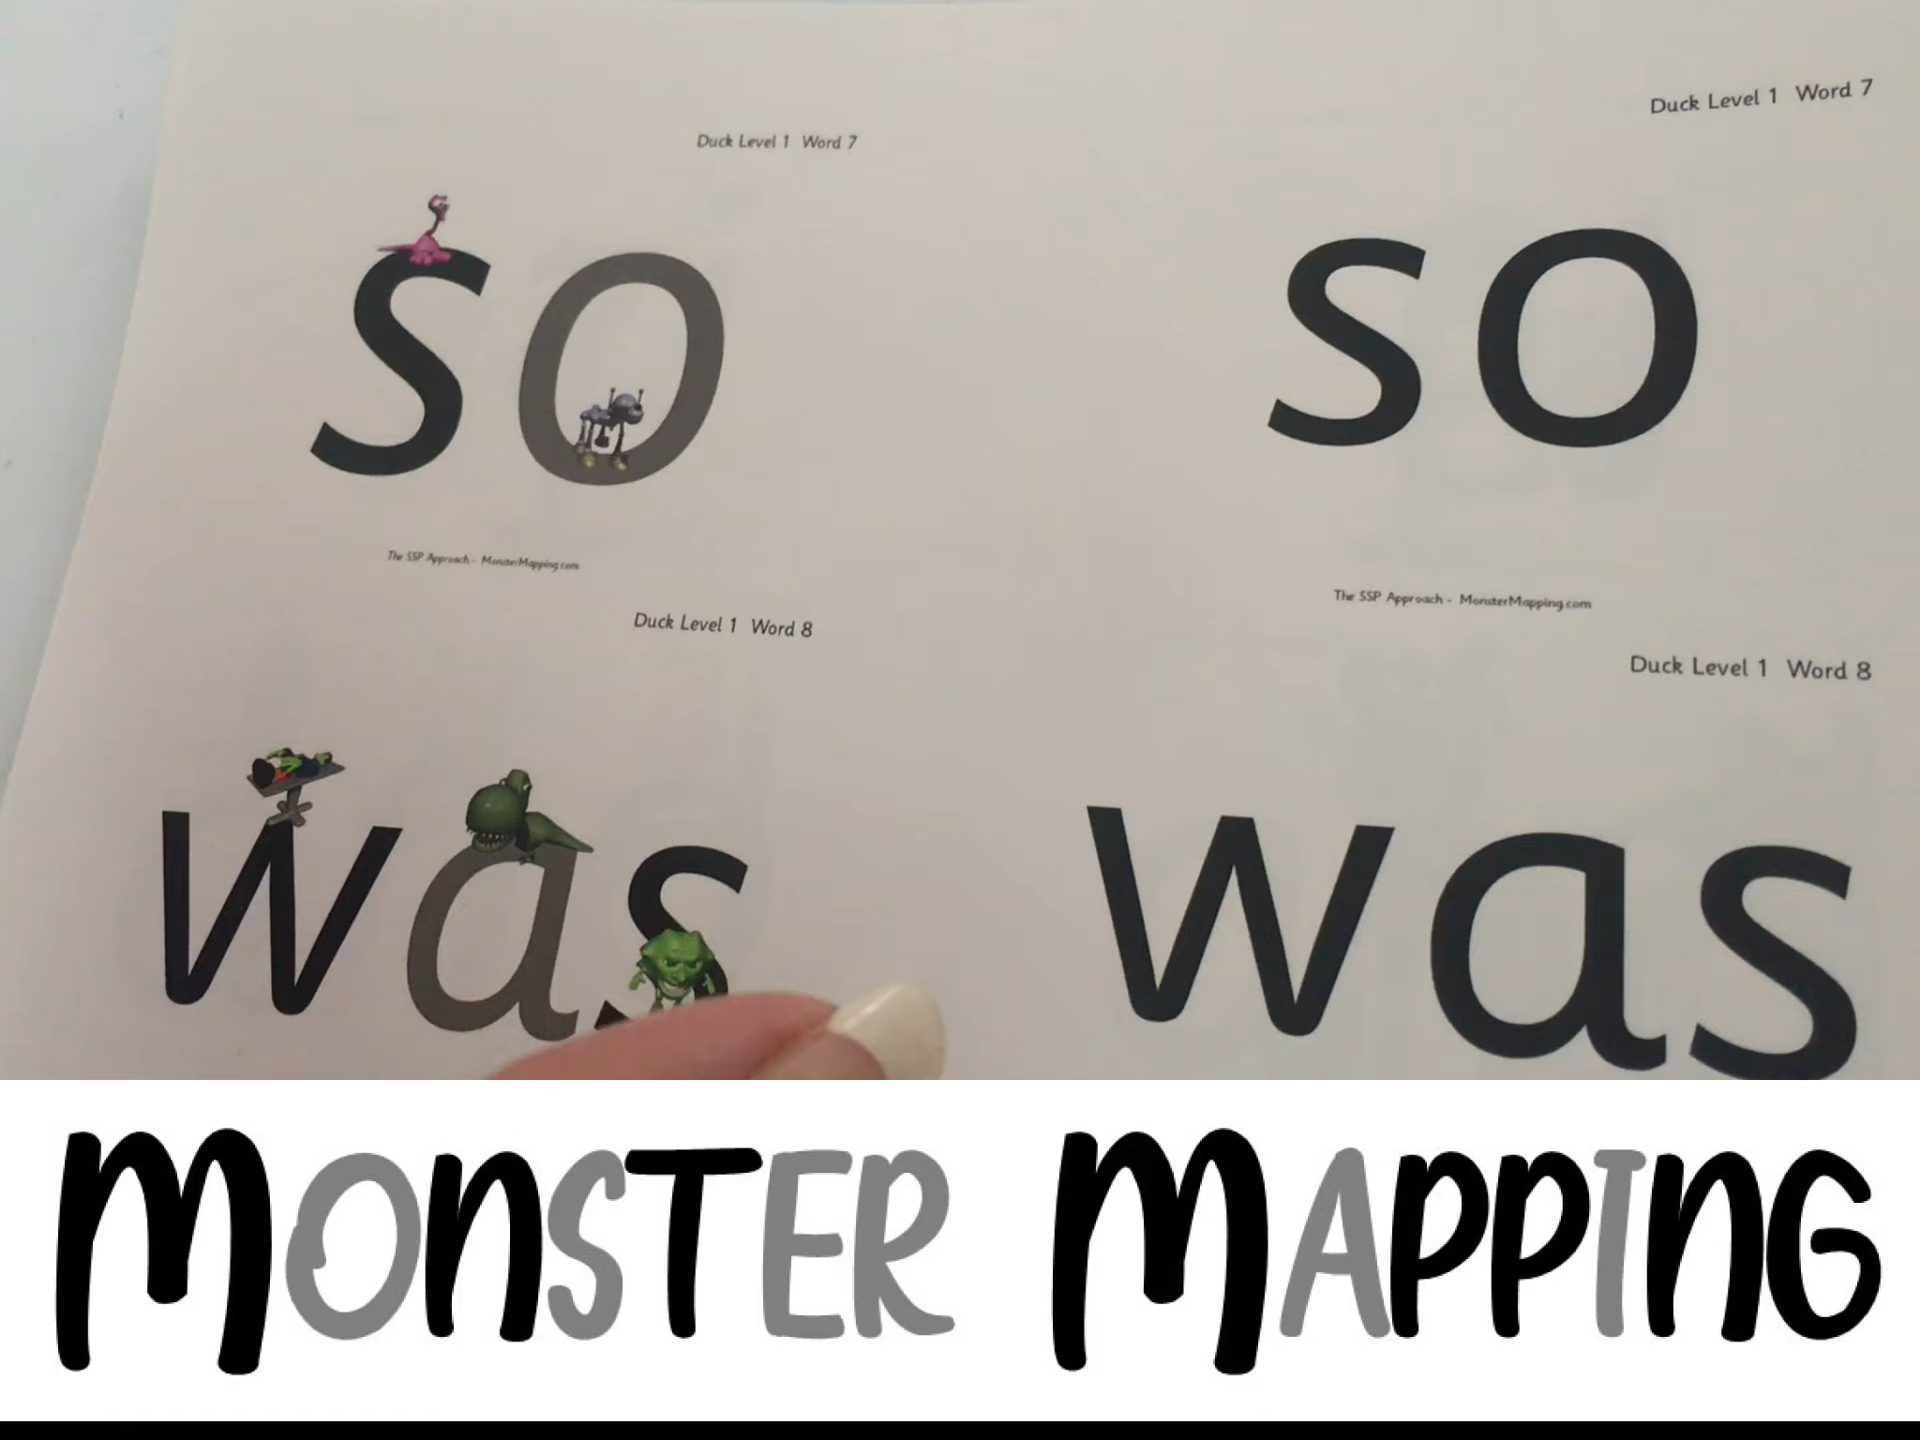 Duck Level 1 Word 7
so
The SSP Approach - MonsterMapping.com
Duck Level 1 Word 7
so
The SSP Approach - MonsterMapping.com
Duck Level 1 Word 8
was
Duck Level 1 Word 8
was
MONSTER MAPPING